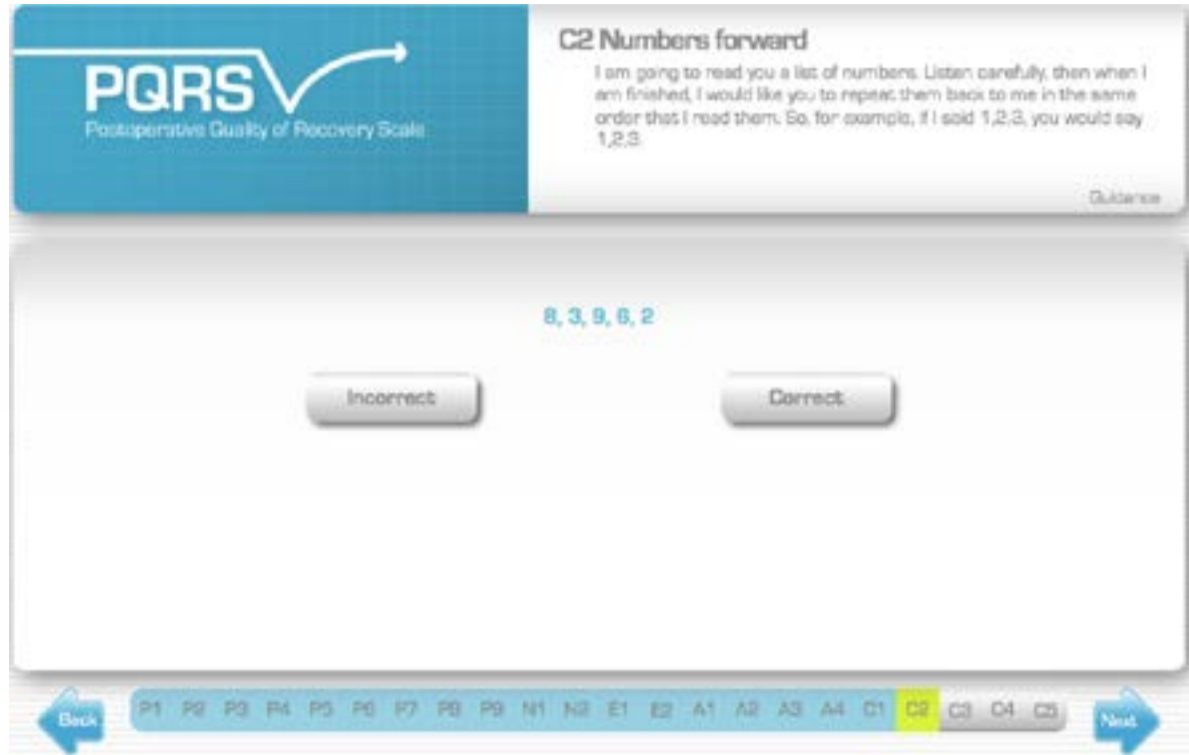 PQRS
Postoperative Quality of Recovery Scale
C2 Numbers forward
I am going to read you a list of numbers. Listen carefully, then when I
am finished, I would like you to repeat them back to me in the same
order that I read them. So, for example, if I said 1,2,3, you would say
1,2,3.
Guidance
8, 3, 9, 6, 2
Incorrect Correct
Back P1 P2 P3 P4 P5 P6 P7 P8 P9 N1 N2 E1 E2 A1 A2 A3 A4 C1 C2 C3 C4 C5 Next